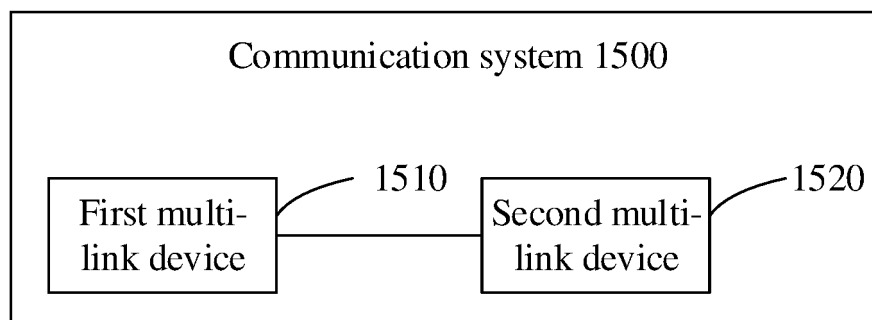 Communication system 1500
1510
1520
First multi-
link device
Second multi-
link device